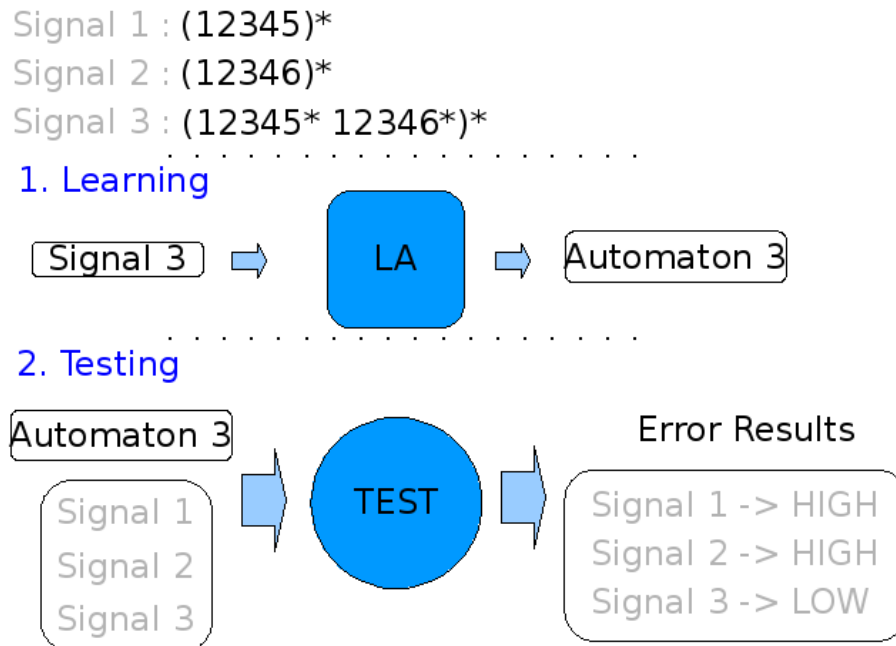 Signal 1 : (12345)*
Signal 2 : (12346)*
Signal 3 : (12345* 12346*)*
1. Learning
Signal 3
LA
Automaton 3
2. Testing
Automaton 3
Signal 1
Signal 2
Signal 3
TEST
Error Results
Signal 1 -> HIGH
Signal 2 -> HIGH
Signal 3 -> LOW